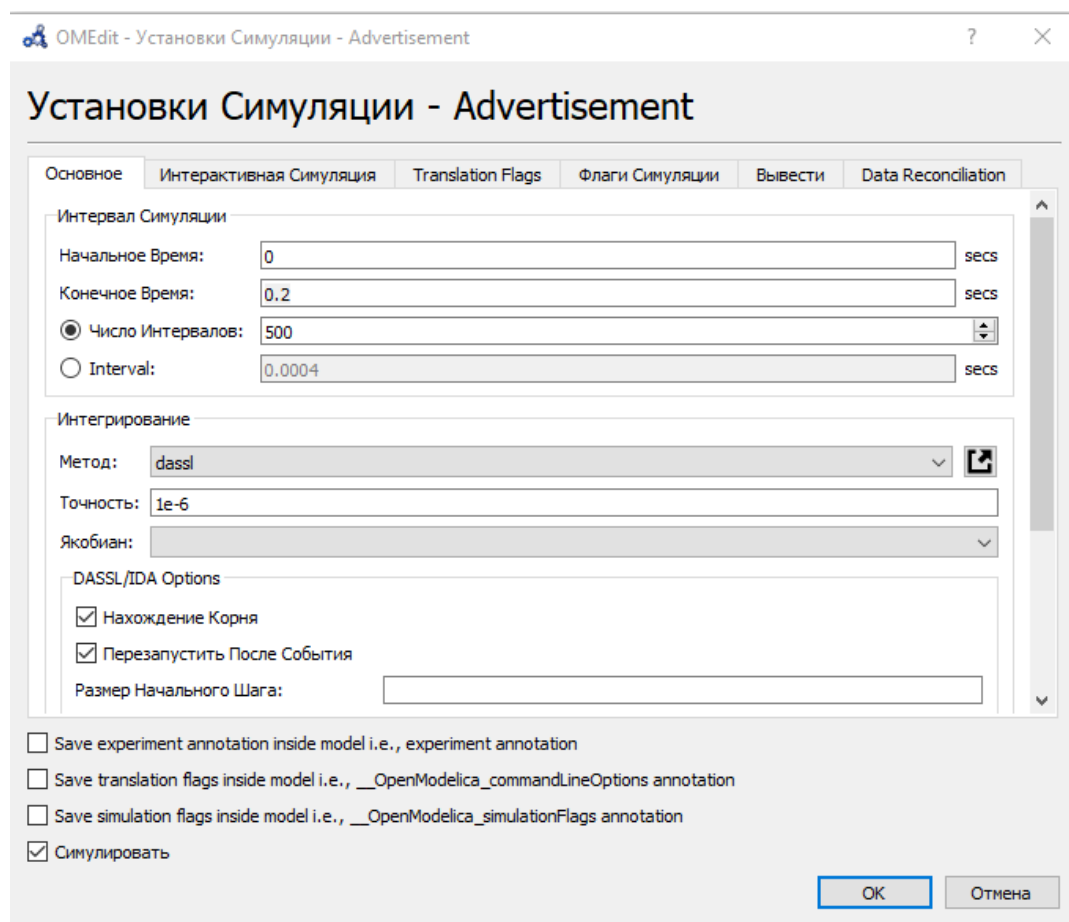 OMEdit - Установки Симуляции - Advertisement ?
Установки Симуляции - Advertisement
Основное Интерактивная Симуляция Translation Flags Флаги Симуляции Вывести Data Reconciliation
Интервал Симуляции
Начальное Время: 0 secs
Конечное Время: 0.2 secs
Число Интервалов: 500
Interval: 0.0004 secs
Интегрирование
Метод: dassl
Точность: 1e-6
Якобиан:
DASSL/IDA Options
Нахождение Корня
Перезапустить После События
Размер Начального Шага:
Save experiment annotation inside model i.e., experiment annotation
Save translation flags inside model i.e., __OpenModelica_commandLineOptions annotation
Save simulation flags inside model i.e., __OpenModelica_simulationFlags annotation
Симулировать
OK Отмена